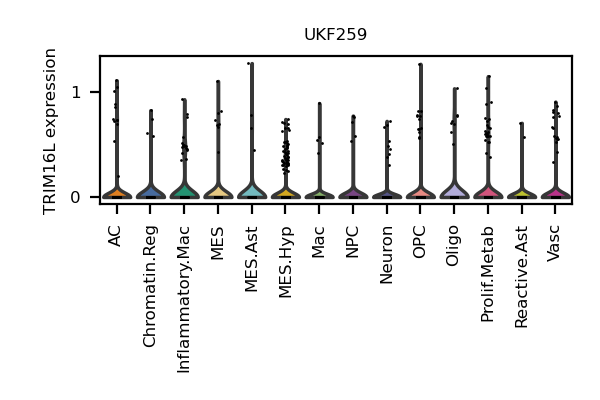 UKF259
TRIM16L expression
1
0
AC
Chromatin.Reg
Inflammatory.Mac
MES
MES.Ast
MES.Hyp
Mac
NPC
Neuron
OPC
Oligo
Prolif.Metab
Reactive.Ast
Vasc